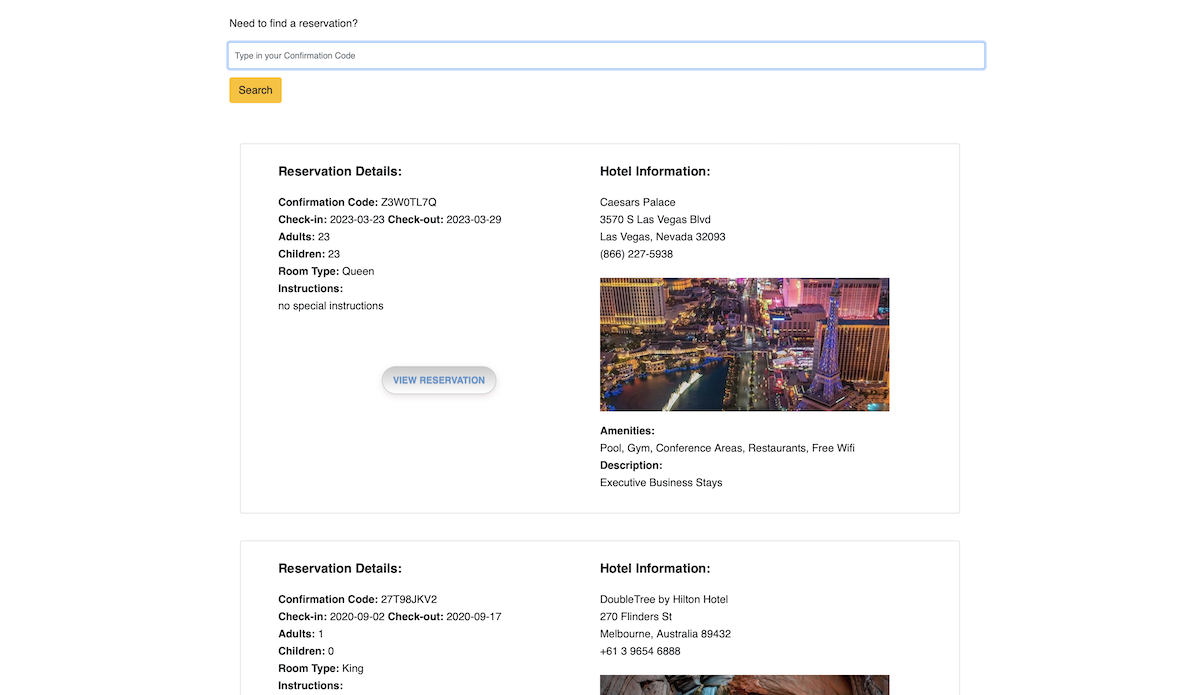 Need to find a reservation?
Type in your Confirmation Code
Search
Reservation Details:
Confirmation Code: Z3W0TL7Q
Check-in: 2023-03-23 Check-out: 2023-03-29
Adults: 23
Children: 23
Room Type: Queen
Instructions:
no special instructions
VIEW RESERVATION
Hotel Information:
Caesars Palace
3570 S Las Vegas Blvd
Las Vegas, Nevada 32093
(866) 227-5938
Amenities:
Pool, Gym, Conference Areas, Restaurants, Free Wifi
Description:
Executive Business Stays
Reservation Details:
Confirmation Code: 27T98JKV2
Check-in: 2020-09-02 Check-out: 2020-09-17
Adults: 1
Children: 0
Room Type: King
Instructions:
Hotel Information:
DoubleTree by Hilton Hotel
270 Flinders St
Melbourne, Australia 89432
+61 3 9654 6888